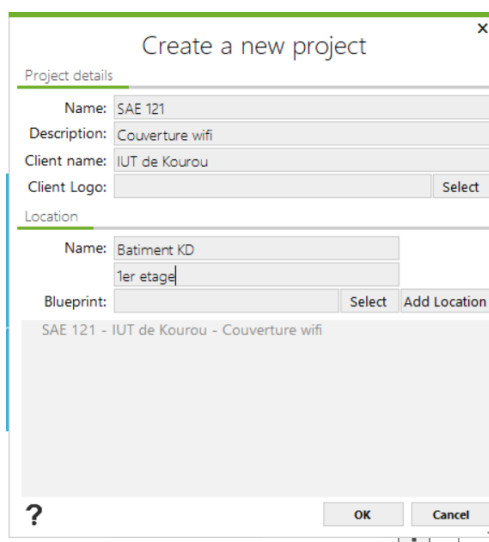 Create a new project
Project details
Name: SAE 121
Description: Couverture wifi
Client name: IUT de Kourou
Client Logo: Select
Location
Name: Batiment KD
1er etage
Blueprint: Select Add Location
SAE 121 - IUT de Kourou - Couverture wifi
? OK Cancel